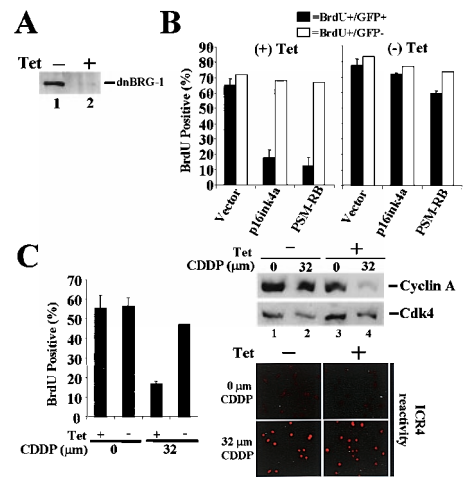 A
Tet – +
dnBRG-1
1 2
B
=BrdU+/GFP+
=BrdU+/GFP-
(+) Tet
(-) Tet
BrdU Positive (%)
90
80
70
60
50
40
30
20
10
0
Vector
p16ink4a
PSM-RB
Vector
p16ink4a
PSM-RB
C
BrdU Positive (%)
90
80
70
60
50
40
30
20
10
0
Tet + - + -
CDDP (µm) 0 32
Tet – +
CDDP (µm) 0 32 0 32
Cyclin A
Cdk4
1 2 3 4
Tet – +
0 µm
CDDP
32 µm
CDDP
ICR4
reactivity